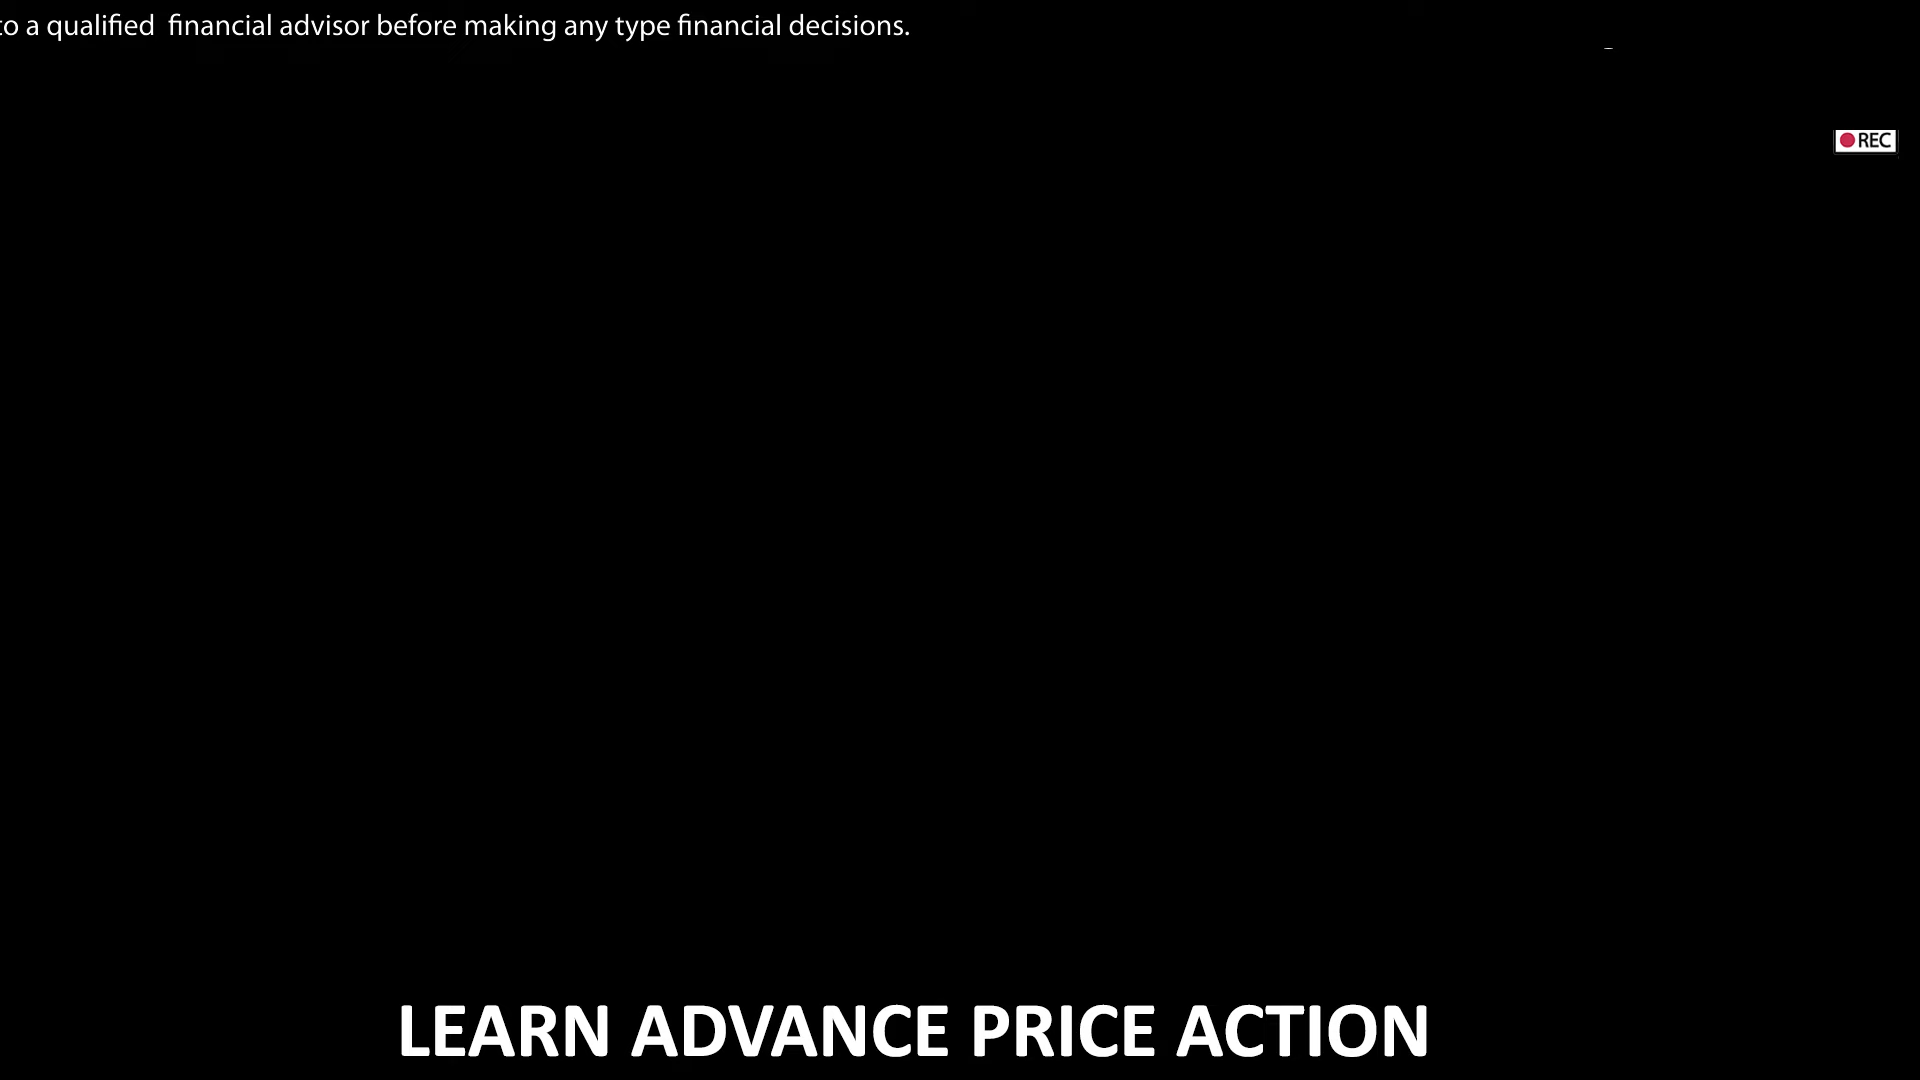 to a qualified  financial advisor before making any type financial decisions.
REC
LEARN ADVANCE PRICE ACTION